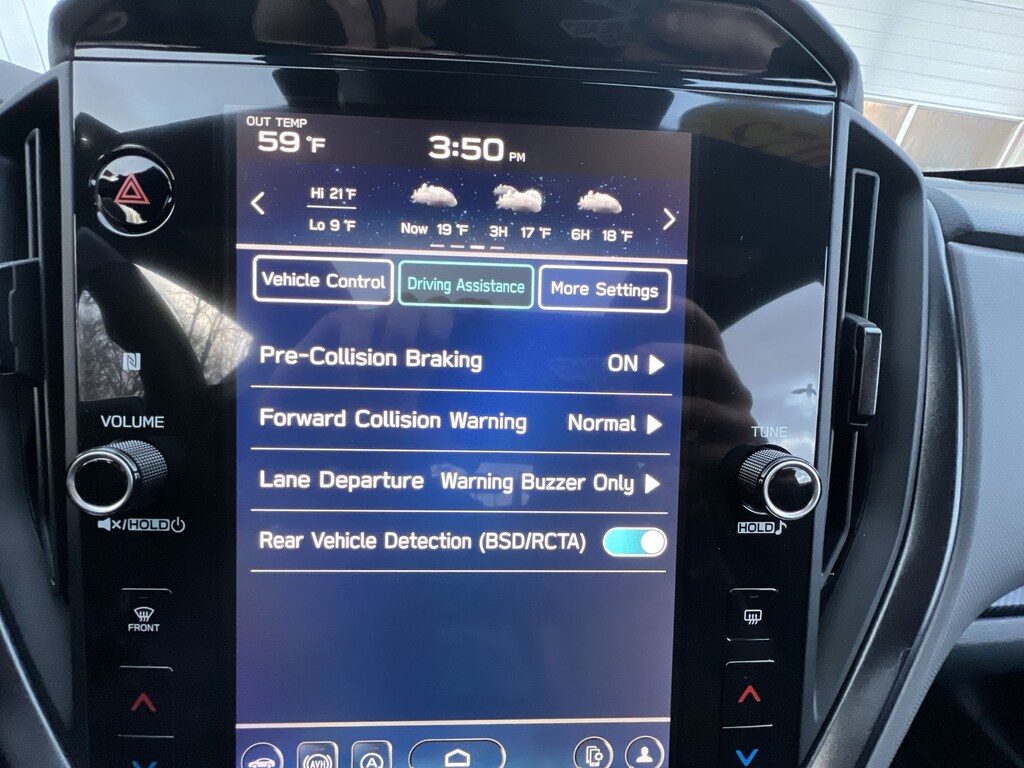 OUT TEMP
59 °F
3:50 PM
Hi 21°F
Lo 9°F
Now 19°F 3H 17°F 6H 18°F
Vehicle Control
Driving Assistance
More Settings
Pre-Collision Braking ON
Forward Collision Warning Normal
Lane Departure Warning Buzzer Only
Rear Vehicle Detection (BSD/RCTA)
N
VOLUME
/HOLD
TUNE
HOLD
FRONT
AVH
A